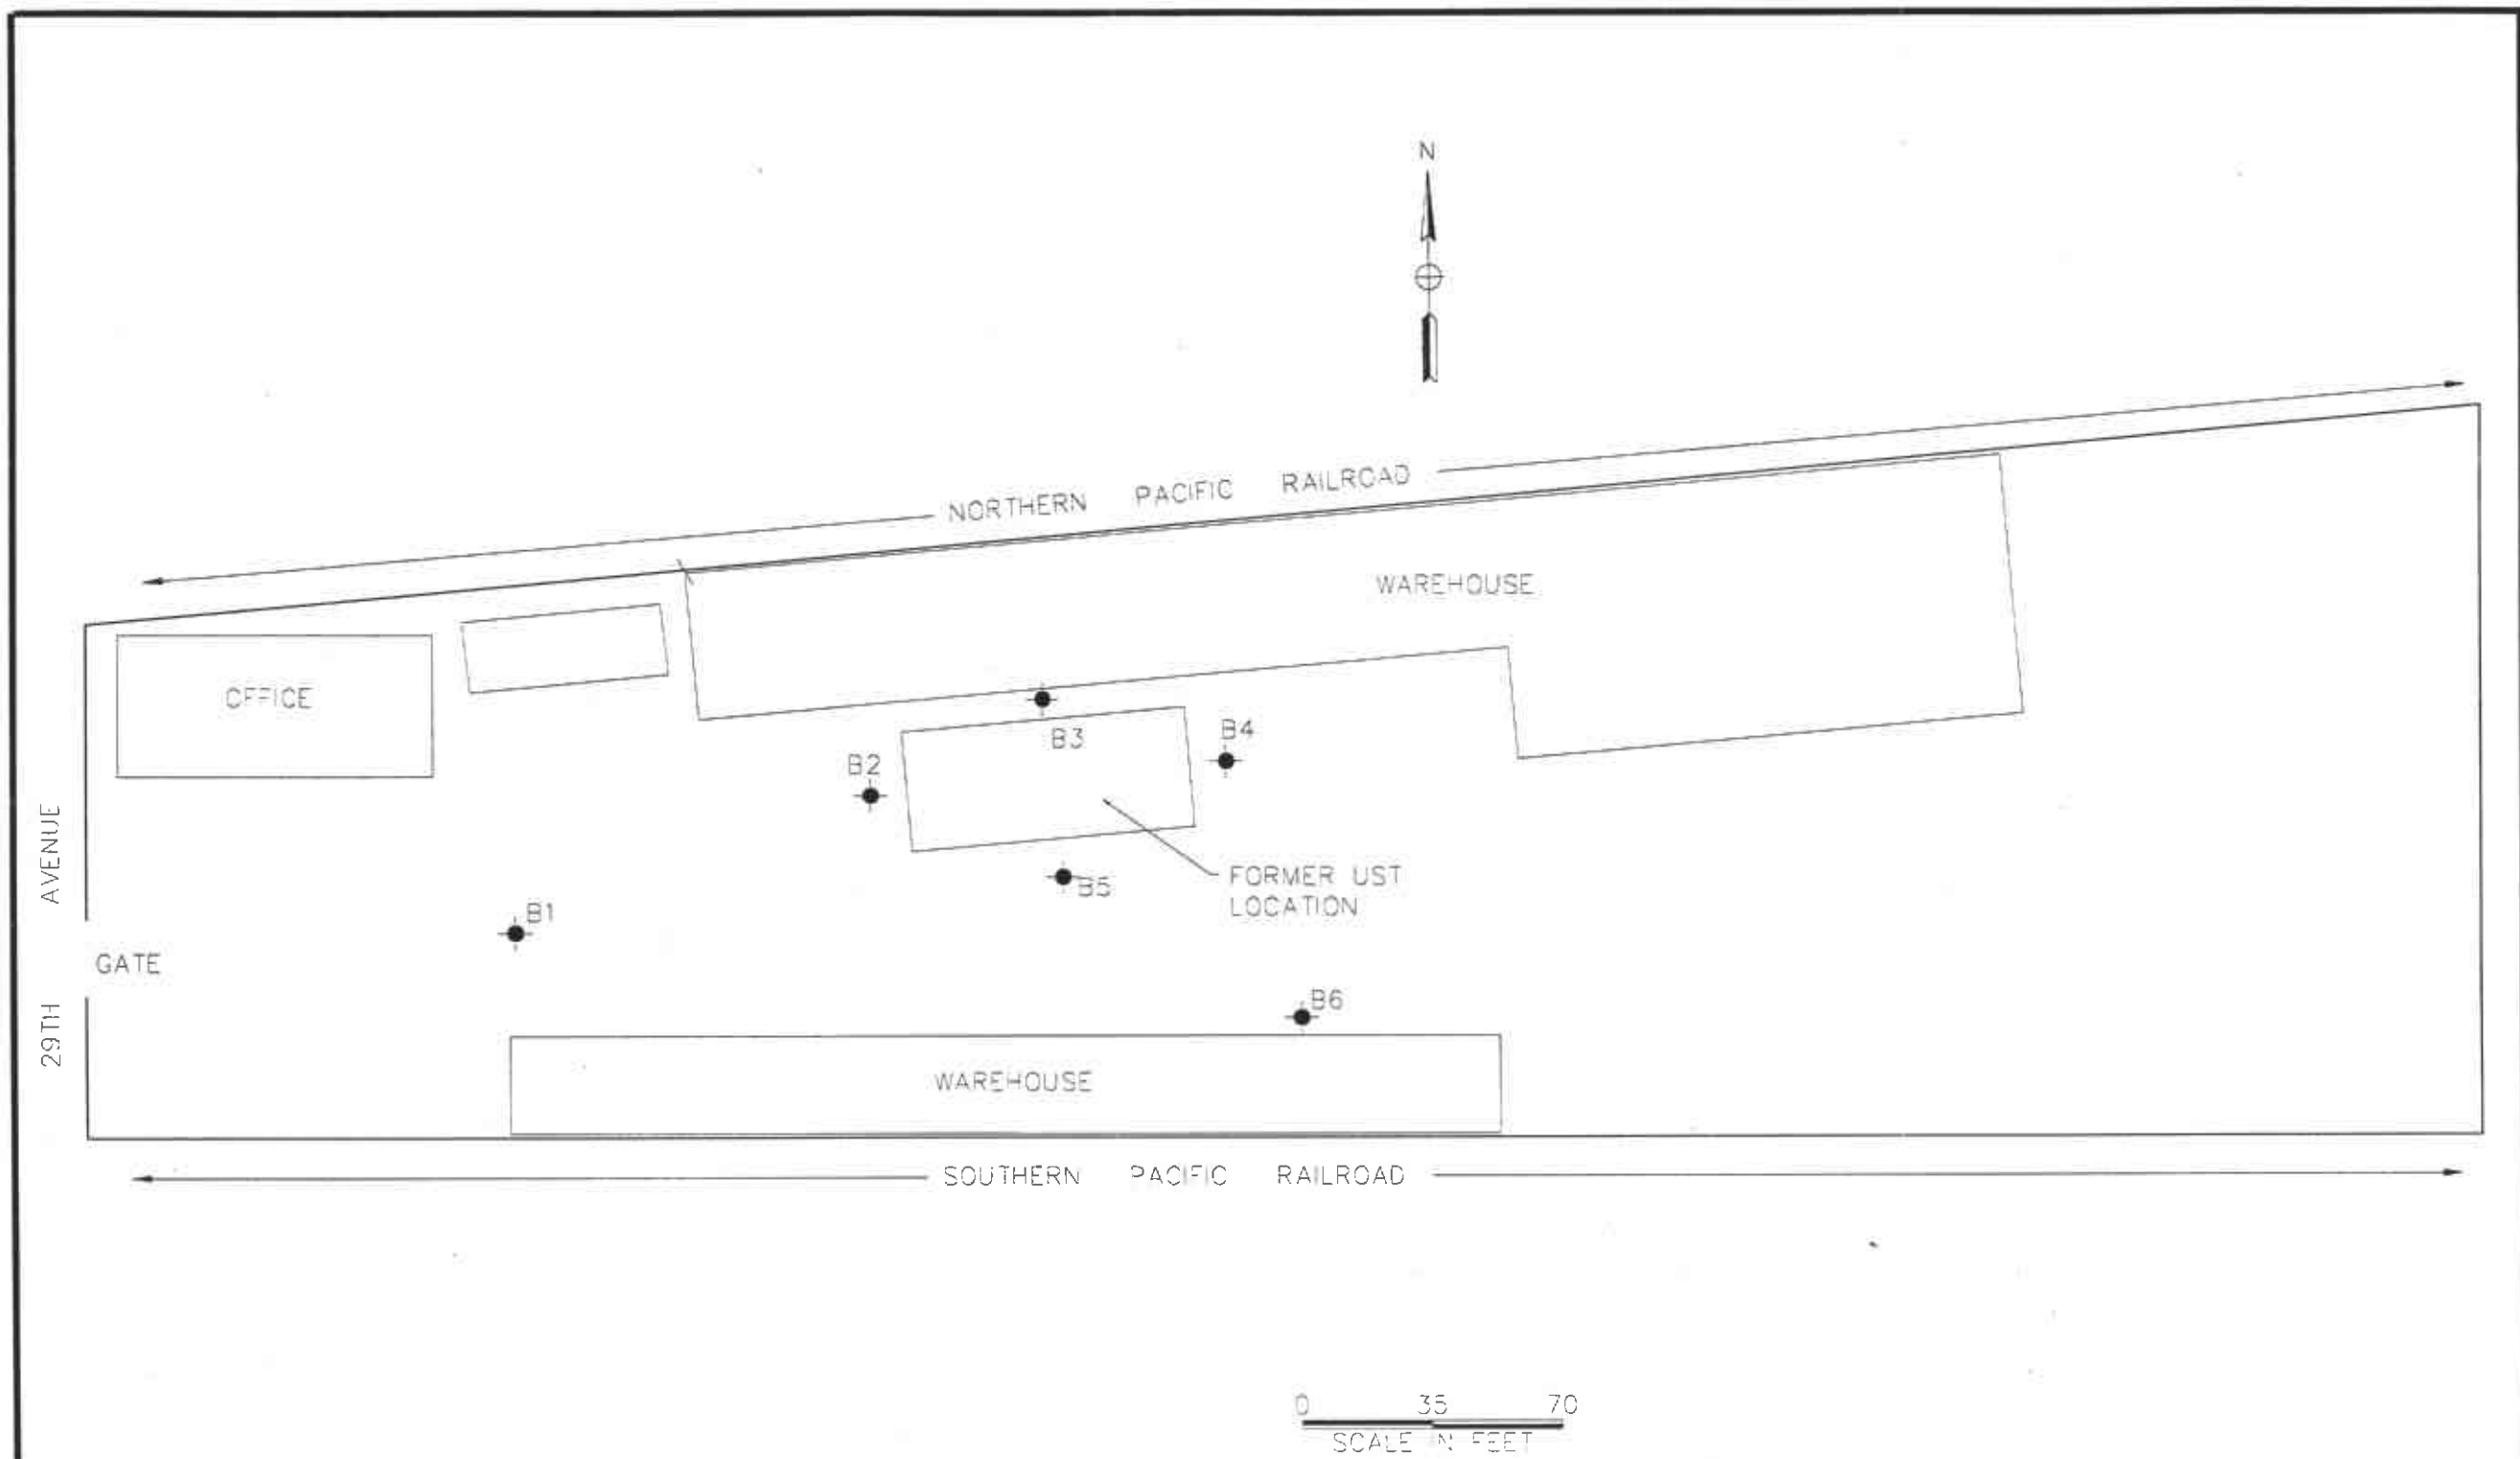 N
NORTHERN PACIFIC RAILROAD
WAREHOUSE
OFFICE
B3
B4
B2
29TH AVENUE
FORMER UST
LOCATION
B5
B1
GATE
B6
WAREHOUSE
SOUTHERN PACIFIC RAILROAD
0 35 70
SCALE IN FEET